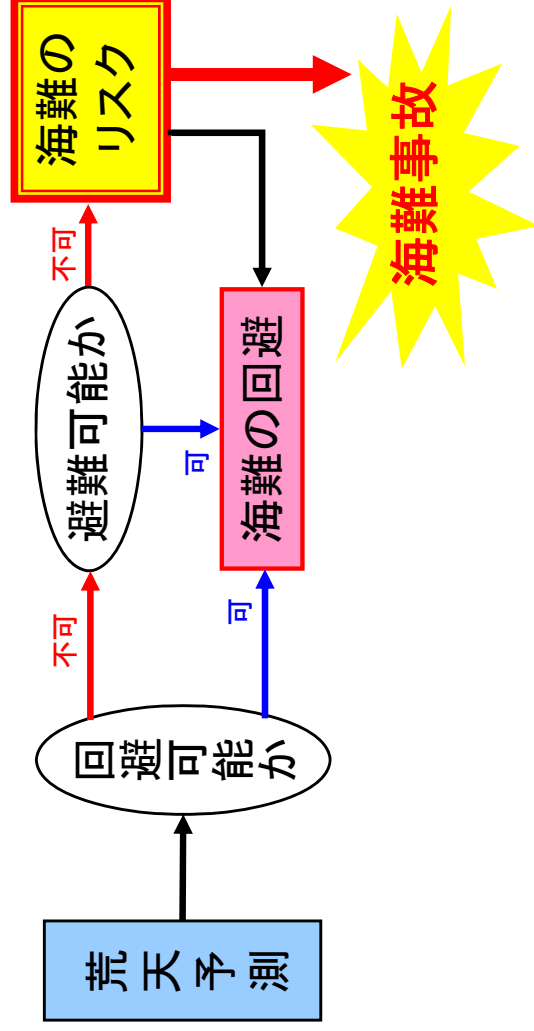 荒天予測
回避可能か
不可
可
避難可能か
不可
可
海難の
リスク
海難の回避
海難事故